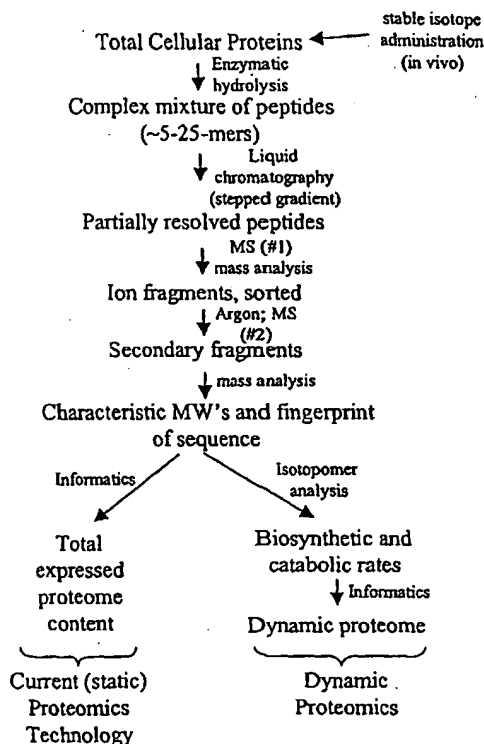 stable isotope
administration
(in vivo)
Total Cellular Proteins
Enzymatic
hydrolysis
Complex mixture of peptides
(~5-25-mers)
Liquid
chromatography
(stepped gradient)
Partially resolved peptides
MS (#1)
mass analysis
Ion fragments, sorted
Argon; MS
(#2)
Secondary fragments
mass analysis
Characteristic MW's and fingerprint
of sequence
Informatics
Isotopomer
analysis
Total
expressed
proteome
content
Biosynthetic and
catabolic rates
Informatics
Dynamic proteome
Current (static)
Proteomics
Technology
Dynamic
Proteomics